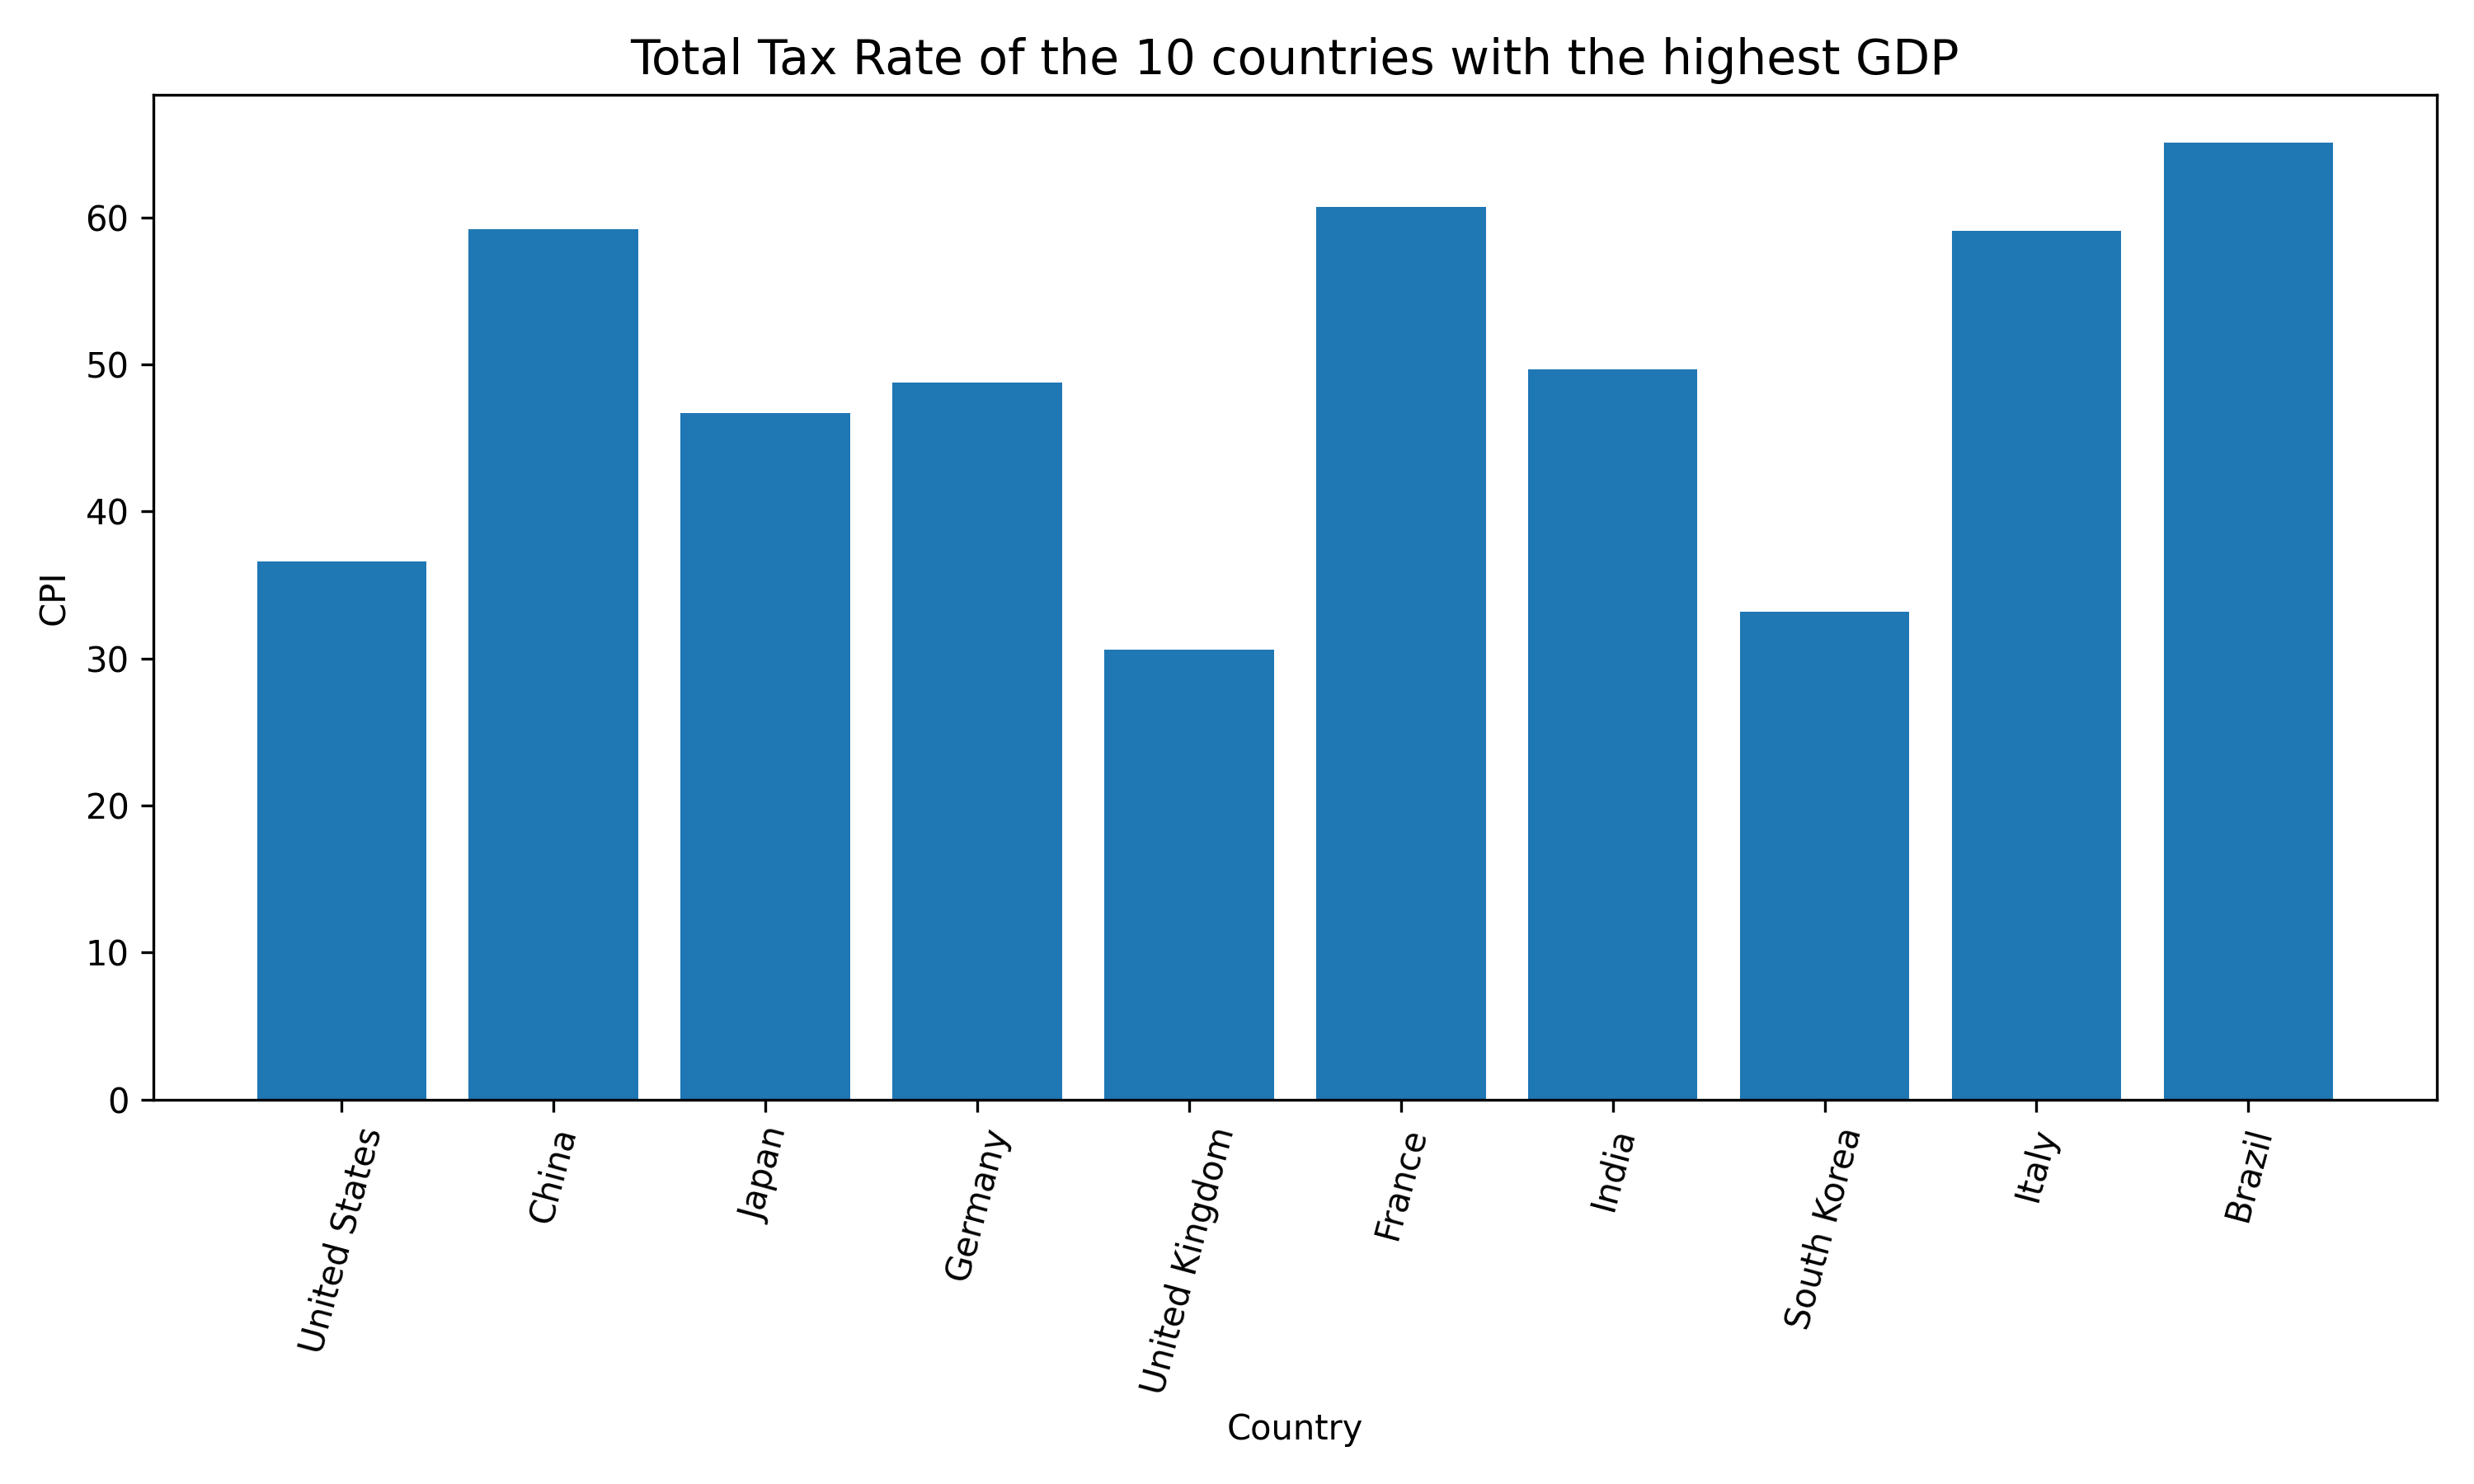 Total Tax Rate of the 10 countries with the highest GDP
CPI
60
50
40
30
20
10
0
United States
China
Japan
Germany
United Kingdom
France
India
South Korea
Italy
Brazil
Country